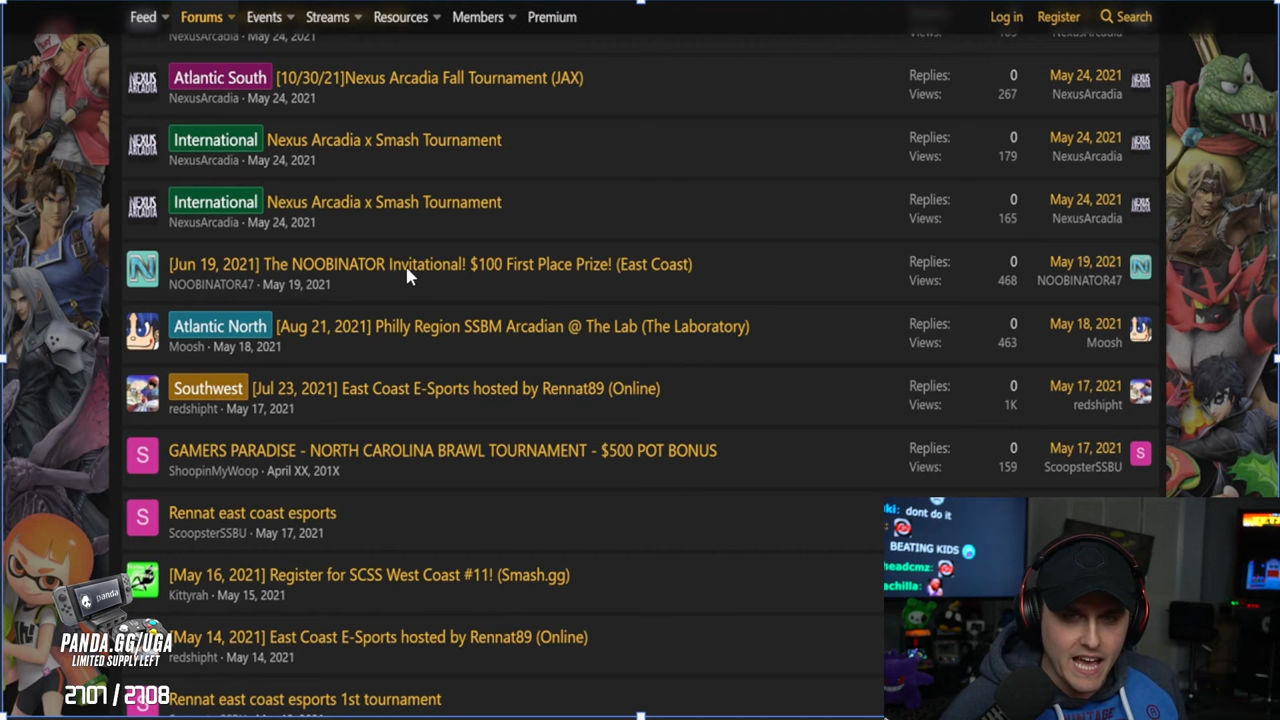 Feed Forums Events Streams Resources Members Premium Log in Register Search
NexusArcadia · May 24, 2021 Views: NexusArcadia
Atlantic South [10/30/21]Nexus Arcadia Fall Tournament (JAX) Replies: 0 May 24, 2021
NexusArcadia · May 24, 2021 Views: 267 NexusArcadia
International Nexus Arcadia x Smash Tournament Replies: 0 May 24, 2021
NexusArcadia · May 24, 2021 Views: 179 NexusArcadia
International Nexus Arcadia x Smash Tournament Replies: 0 May 24, 2021
NexusArcadia · May 24, 2021 Views: 165 NexusArcadia
[Jun 19, 2021] The NOOBINATOR Invitational! $100 First Place Prize! (East Coast) Replies: 0 May 19, 2021
NOOBINATOR47 · May 19, 2021 Views: 468 NOOBINATOR47
Atlantic North [Aug 21, 2021] Philly Region SSBM Arcadian @ The Lab (The Laboratory) Replies: 0 May 18, 2021
Moosh · May 18, 2021 Views: 463 Moosh
Southwest [Jul 23, 2021] East Coast E-Sports hosted by Rennat89 (Online) Replies: 0 May 17, 2021
redshipht · May 17, 2021 Views: 1K redshipht
GAMERS PARADISE - NORTH CAROLINA BRAWL TOURNAMENT - $500 POT BONUS Replies: 0 May 17, 2021
ShoopinMyWoop · April XX, 201X Views: 159 ScoopsterSSBU
Rennat east coast esports
ScoopsterSSBU · May 17, 2021
[May 16, 2021] Register for SCSS West Coast #11! (Smash.gg)
Kittyrah · May 15, 2021
[May 14, 2021] East Coast E-Sports hosted by Rennat89 (Online)
redshipht · May 14, 2021
Rennat east coast esports 1st tournament
panda
PANDA.GG/UGA
LIMITED SUPPLY LEFT
2707 / 2708
ki: dont do it
BEATING KIDS
headcmz:
achilla: